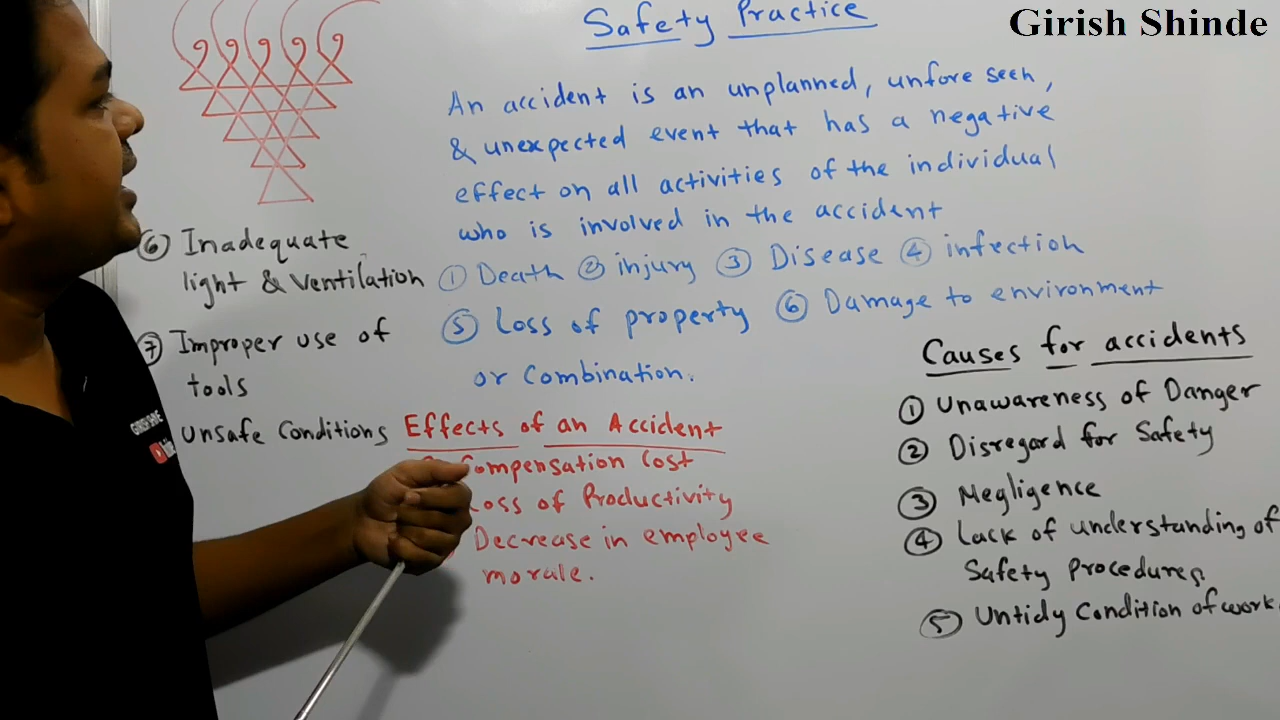 Girish Shinde
Safety Practice
An accident is an unplanned, unfore seen,
& unexpected event that has a negative
effect on all activities of the individual
who is involved in the accident
① Death ② injury ③ Disease ④ infection
⑤ Loss of property ⑥ Damage to environment
or Combination.
Effects of an Accident
Compensation Cost
Loss of Productivity
Decrease in employee
morale.
Causes for accidents
① Unawareness of Danger
② Disregard for Safety
③ Negligence
④ Lack of understanding of
Safety Procedures
⑤ Untidy Condition of work
⑥ Inadequate
light & Ventilation
⑦ Improper use of
tools
Unsafe Conditions